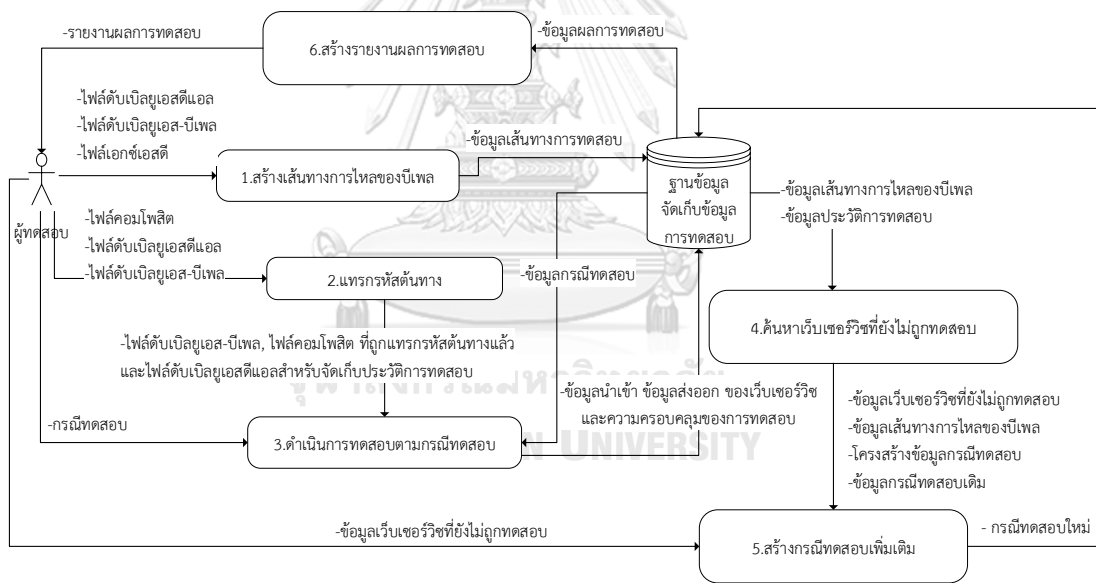 -รายงานผลการทดสอบ
6.สร้างรายงานผลการทดสอบ
-ข้อมูลผลการทดสอบ
-ไฟล์ดับเบิลยูเอสดีแอล
-ไฟล์ดับเบิลยูเอส-บีเพล
-ไฟล์เอกซ์เอสดี
1.สร้างเส้นทางการไหลของบีเพล
-ข้อมูลเส้นทางการทดสอบ
ฐานข้อมูล
จัดเก็บข้อมูล
การทดสอบ
-ข้อมูลเส้นทางการไหลของบีเพล
-ข้อมูลประวัติการทดสอบ
ผู้ทดสอบ
-ไฟล์คอมโพสิต
-ไฟล์ดับเบิลยูเอสดีแอล
-ไฟล์ดับเบิลยูเอส-บีเพล
2.แทรกรหัสต้นทาง
-ข้อมูลกรณีทดสอบ
4.ค้นหาเว็บเซอร์วิซที่ยังไม่ถูกทดสอบ
-ไฟล์ดับเบิลยูเอส-บีเพล, ไฟล์คอมโพสิต ที่ถูกแทรกรหัสต้นทางแล้ว
และไฟล์ดับเบิลยูเอสดีแอลสำหรับจัดเก็บประวัติการทดสอบ
-ข้อมูลนำเข้า ข้อมูลส่งออก ของเว็บเซอร์วิซ
และความครอบคลุมของการทดสอบ
-กรณีทดสอบ
3.ดำเนินการทดสอบตามกรณีทดสอบ
UNIVERSITY
-ข้อมูลเว็บเซอร์วิซที่ยังไม่ถูกทดสอบ
-ข้อมูลเส้นทางการไหลของบีเพล
-โครงสร้างข้อมูลกรณีทดสอบ
-ข้อมูลกรณีทดสอบเดิม
-ข้อมูลเว็บเซอร์วิซที่ยังไม่ถูกทดสอบ
5.สร้างกรณีทดสอบเพิ่มเติม
- กรณีทดสอบใหม่